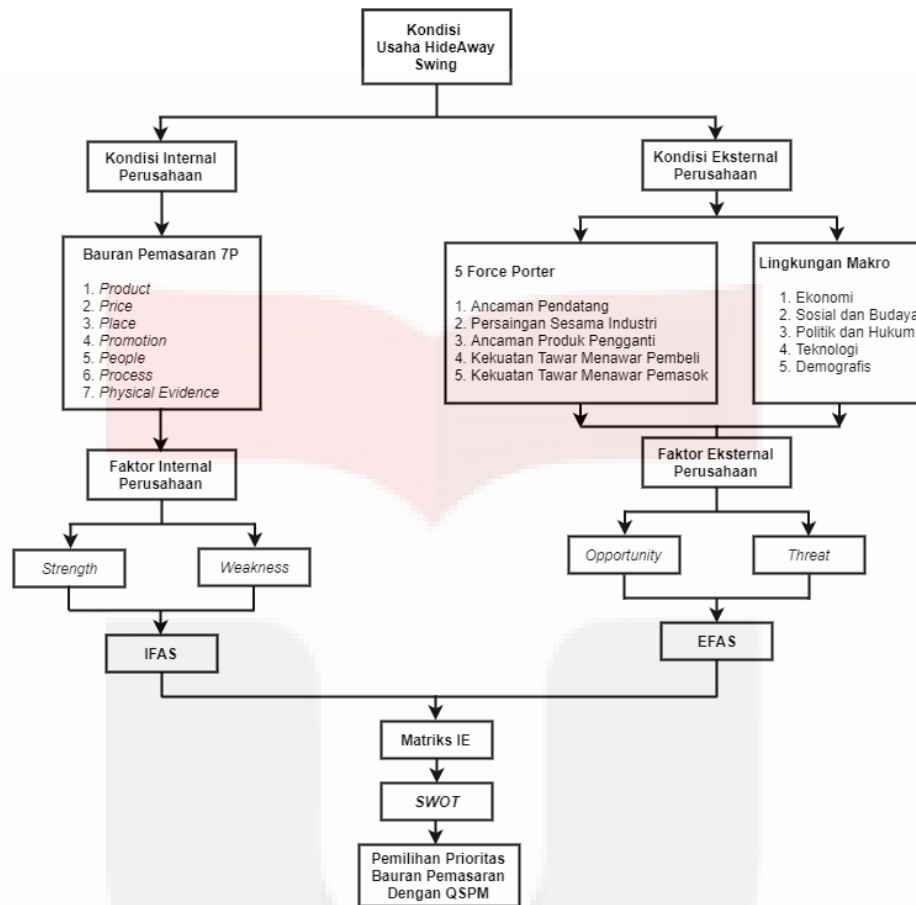 Kondisi
Usaha HideAway
Swing
Kondisi Internal
Perusahaan
Kondisi Eksternal
Perusahaan
Bauran Pemasaran 7P
1. Product
2. Price
3. Place
4. Promotion
5. People
6. Process
7. Physical Evidence
5 Force Porter
1. Ancaman Pendatang
2. Persaingan Sesama Industri
3. Ancaman Produk Pengganti
4. Kekuatan Tawar Menawar Pembeli
5. Kekuatan Tawar Menawar Pemasok
Lingkungan Makro
1. Ekonomi
2. Sosial dan Budaya
3. Politik dan Hukum
4. Teknologi
5. Demografis
Faktor Internal
Perusahaan
Faktor Eksternal
Perusahaan
Strength
Weakness
Opportunity
Threat
IFAS
EFAS
Matriks IE
SWOT
Pemilihan Prioritas
Bauran Pemasaran
Dengan QSPM